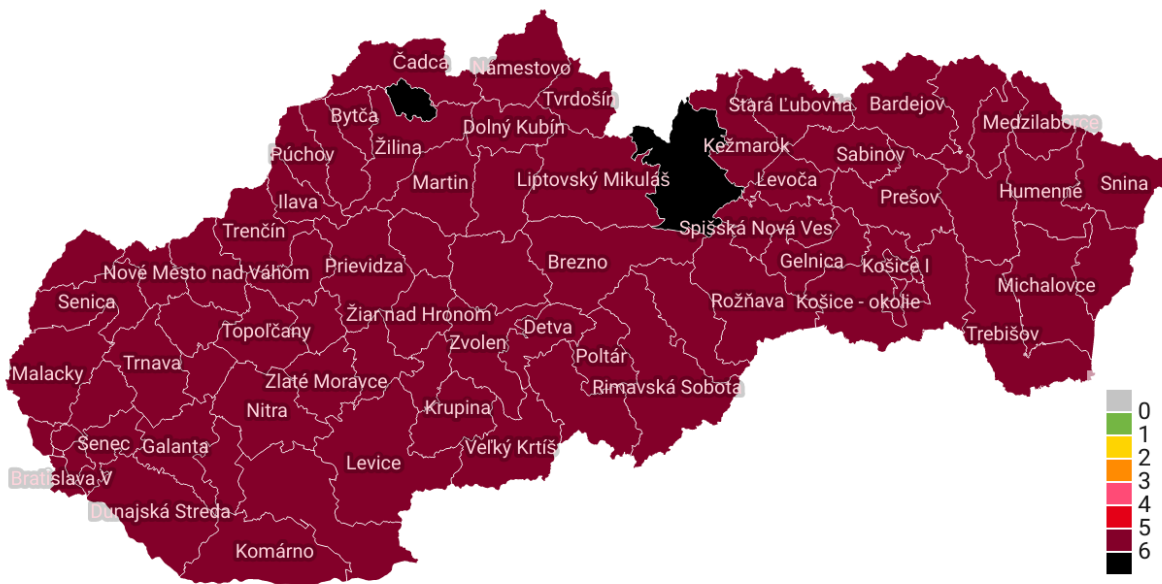 Čadca
Námestovo
Tvrdošín
Stará Ľubovňa
Bardejov
Bytča
Dolný Kubín
Medzilaborce
Púchov
Žilina
Kežmarok
Sabinov
Martin
Liptovský Mikuláš
Levoča
Prešov
Humenné
Snina
Ilava
Trenčín
Spišská Nová Ves
Nové Mesto nad Váhom
Prievidza
Brezno
Gelnica
Košice I
Senica
Rožňava
Košice - okolie
Michalovce
Topoľčany
Žiar nad Hronom
Detva
Zvolen
Trebišov
Malacky
Trnava
Poltár
Zlaté Moravce
Rimavská Sobota
Nitra
Krupina
Senec
Galanta
Veľký Krtíš
Levice
Bratislava V
Dunajská Streda
Komárno
0
1
2
3
4
5
6